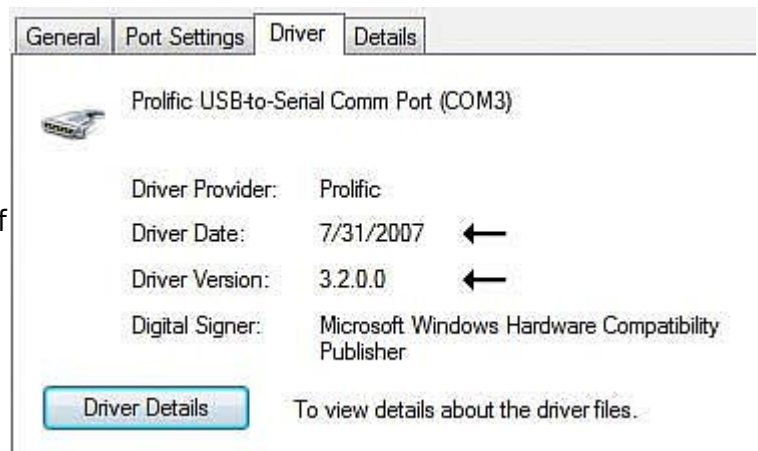 General Port Settings Driver Details
Prolific USB-to-Serial Comm Port (COM3)
Driver Provider: Prolific
f
Driver Date: 7/31/2007
Driver Version: 3.2.0.0
Digital Signer: Microsoft Windows Hardware Compatibility
Publisher
Driver Details To view details about the driver files.